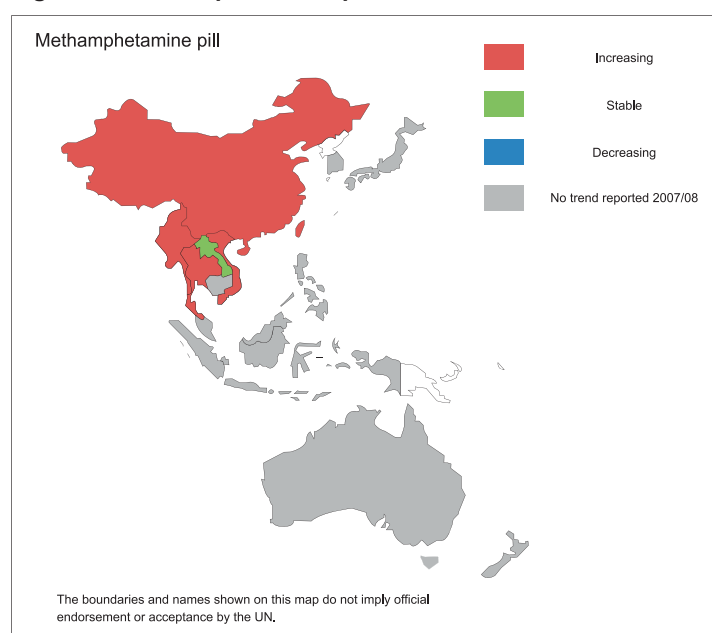 Methamphetamine pill
Increasing
Stable
Decreasing
No trend reported 2007/08
The boundaries and names shown on this map do not imply official
endorsement or acceptance by the UN.